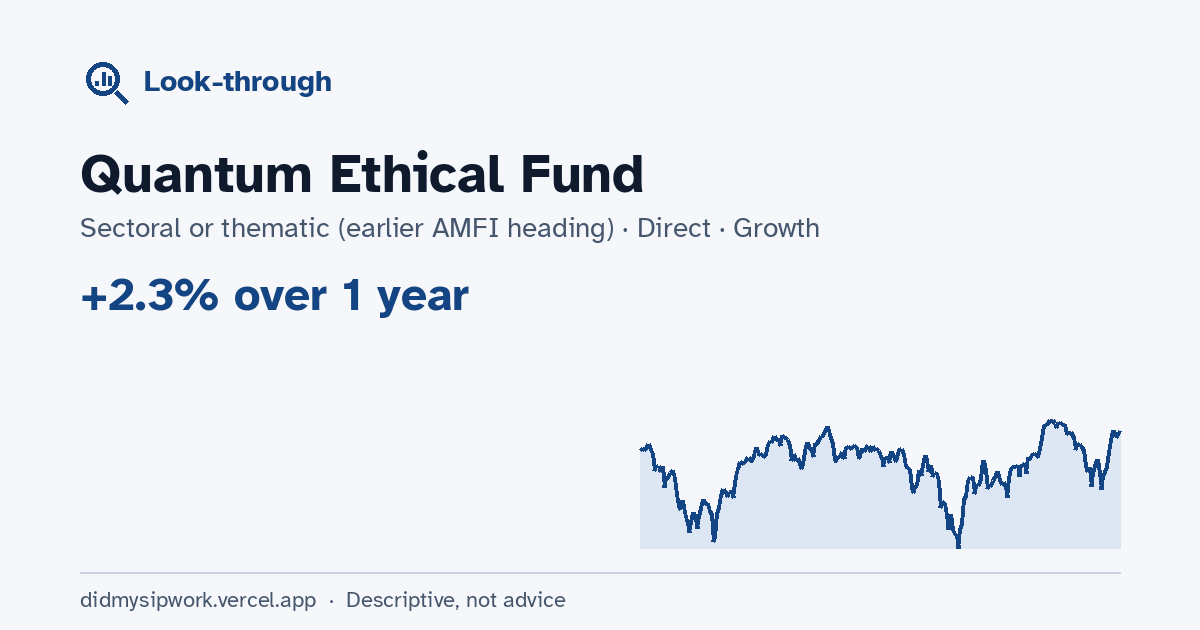 Look-through
Quantum Ethical Fund
Sectoral or thematic (earlier AMFI heading) · Direct · Growth
+2.3% over 1 year
didmysipwork.vercel.app · Descriptive, not advice